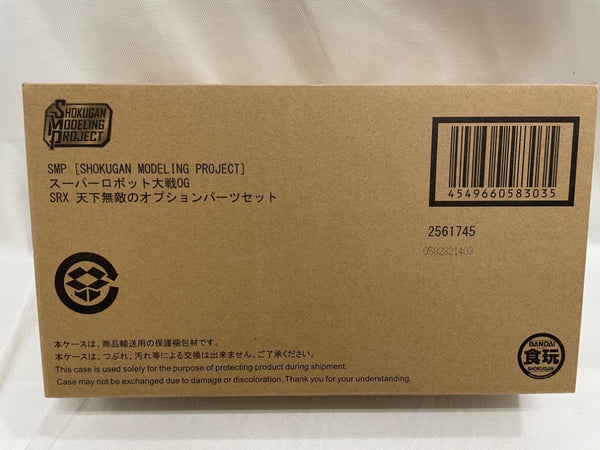 SHOKUGAN
MODELING
PROJECT
SMP [SHOKUGAN MODELING PROJECT]
スーパーロボット大戦OG
SRX 天下無敵のオプションパーツセット
4549660583035
2561745
0582821403
本ケースは、商品輸送用の保護梱包材です。
本ケースは、つぶれ、汚れ等による交換は出来ません。ご了承ください。
This case is used solely for the purpose of protecting product during shipment.
Case may not be exchanged due to damage or discoloration. Thank you for your understanding.
BANDAI
食玩
SHOKUGAN